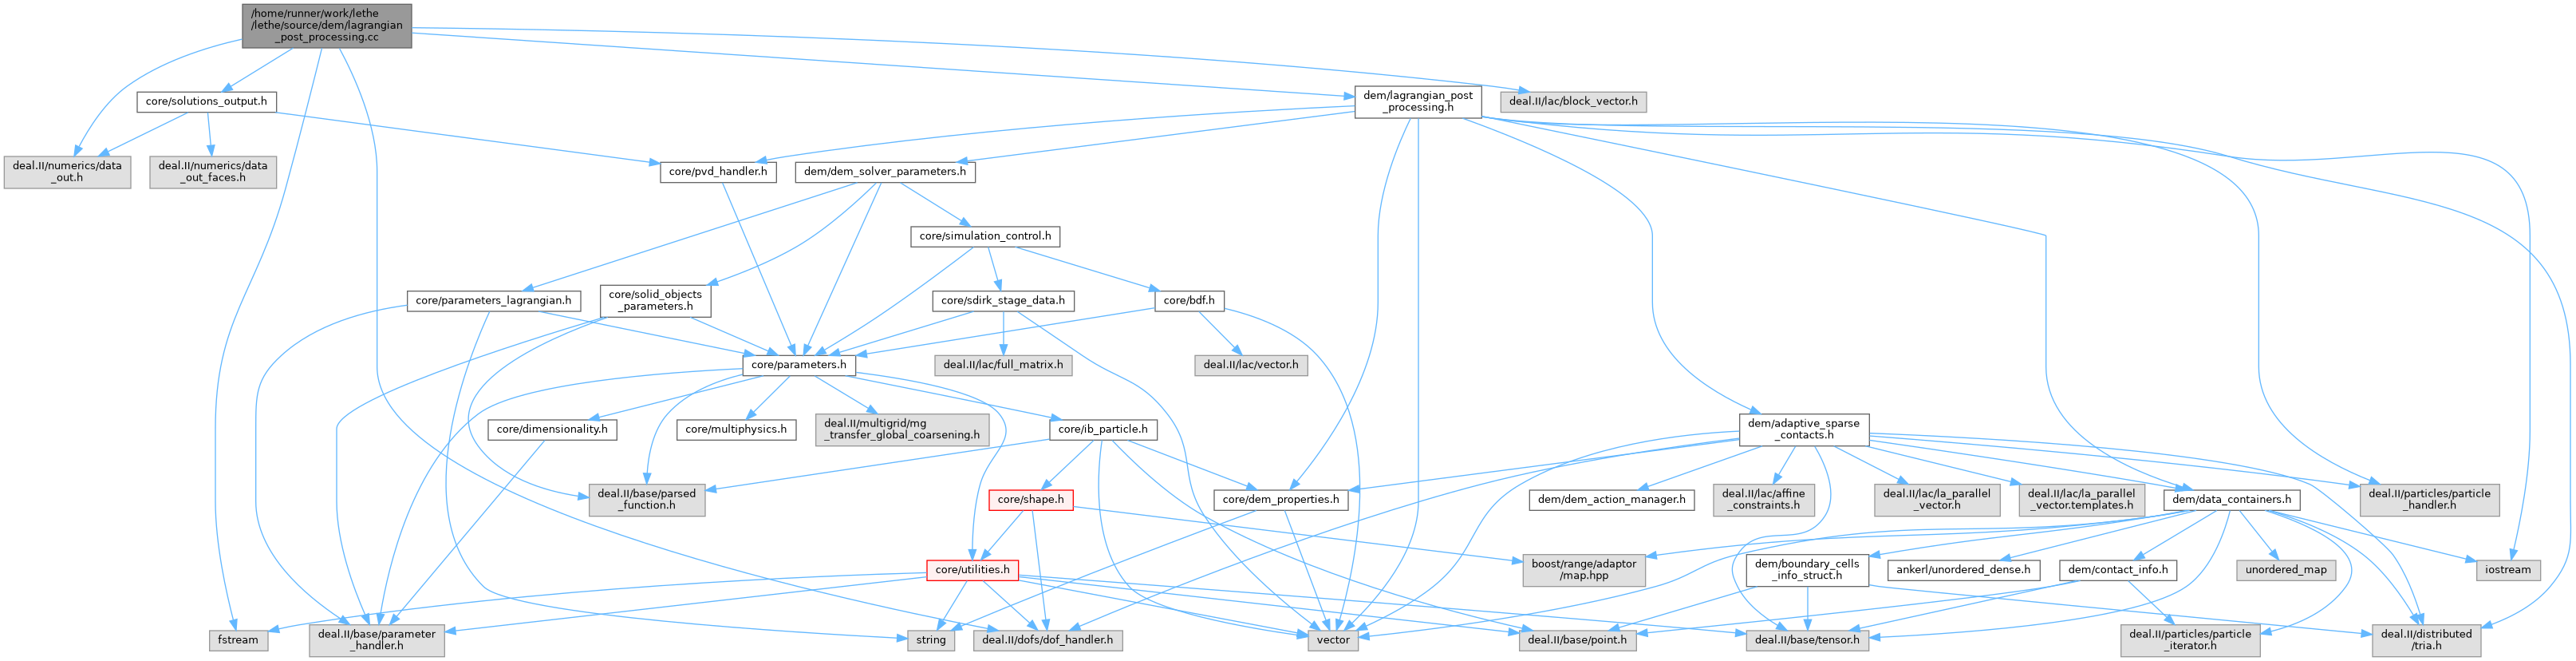 /home/runner/work/lethe
/lethe/source/dem/lagrangian
_post_processing.cc
core/solutions_output.h
dem/lagrangian_post
_processing.h
deal.II/lac/block_vector.h
deal.II/numerics/data
_out.h
deal.II/numerics/data
_out_faces.h
core/pvd_handler.h
dem/dem_solver_parameters.h
core/simulation_control.h
core/parameters_lagrangian.h
core/solid_objects
_parameters.h
core/sdirk_stage_data.h
core/bdf.h
core/parameters.h
deal.II/lac/full_matrix.h
deal.II/lac/vector.h
core/dimensionality.h
core/multiphysics.h
deal.II/multigrid/mg
_transfer_global_coarsening.h
core/ib_particle.h
dem/adaptive_sparse
_contacts.h
deal.II/base/parsed
_function.h
core/shape.h
core/dem_properties.h
dem/dem_action_manager.h
deal.II/lac/affine
_constraints.h
deal.II/lac/la_parallel
_vector.h
deal.II/lac/la_parallel
_vector.templates.h
dem/data_containers.h
deal.II/particles/particle
_handler.h
core/utilities.h
boost/range/adaptor
/map.hpp
dem/boundary_cells
_info_struct.h
ankerl/unordered_dense.h
dem/contact_info.h
unordered_map
iostream
fstream
deal.II/base/parameter
_handler.h
string
deal.II/dofs/dof_handler.h
vector
deal.II/base/point.h
deal.II/base/tensor.h
deal.II/particles/particle
_iterator.h
deal.II/distributed
/tria.h